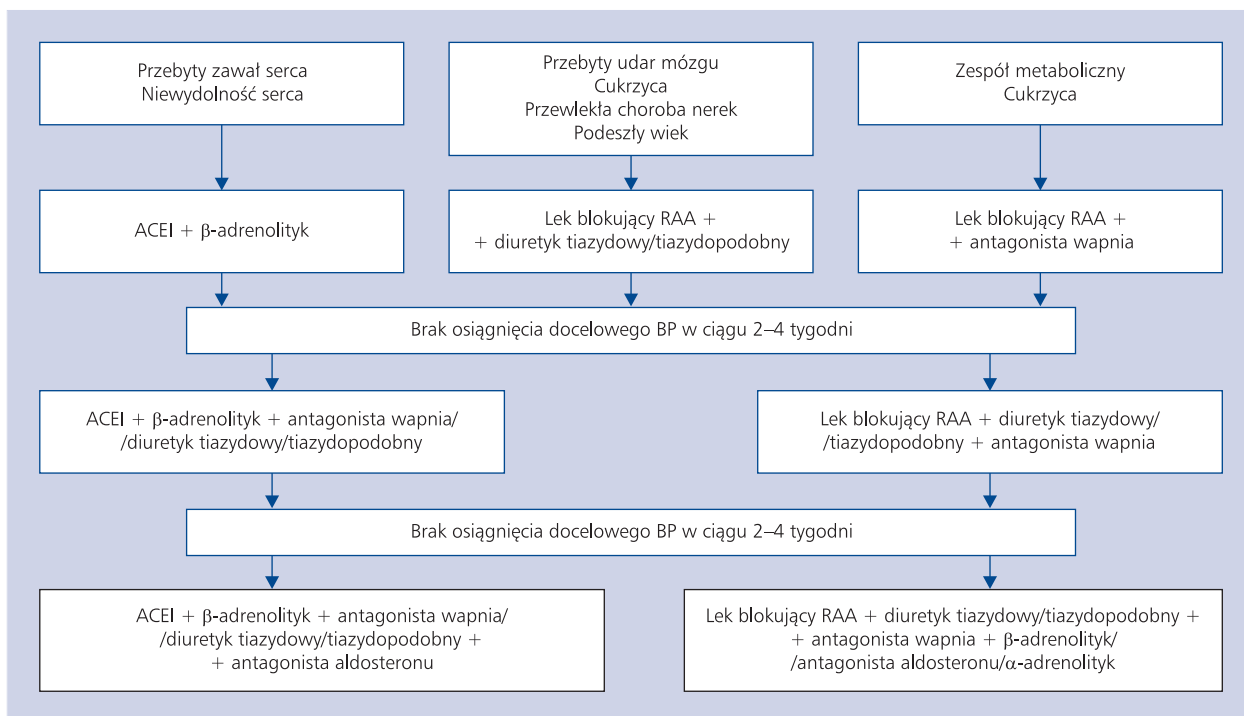 Przebyty zawał serca
Niewydolność serca
Przebyty udar mózgu
Cukrzyca
Przewlekła choroba nerek
Podeszły wiek
Zespół metaboliczny
Cukrzyca
ACEI + β-adrenolityk
Lek blokujący RAA +
+ diuretyk tiazydowy/tiazydopodobny
Lek blokujący RAA +
+ antagonista wapnia
Brak osiągnięcia docelowego BP w ciągu 2–4 tygodni
ACEI + β-adrenolityk + antagonista wapnia/
/diuretyk tiazydowy/tiazydopodobny
Lek blokujący RAA + diuretyk tiazydowy/
/tiazydopodobny + antagonista wapnia
Brak osiągnięcia docelowego BP w ciągu 2–4 tygodni
ACEI + β-adrenolityk + antagonista wapnia/
/diuretyk tiazydowy/tiazydopodobny +
+ antagonista aldosteronu
Lek blokujący RAA + diuretyk tiazydowy/tiazydopodobny +
+ antagonista wapnia + β-adrenolityk/
/antagonista aldosteronu/α-adrenolityk